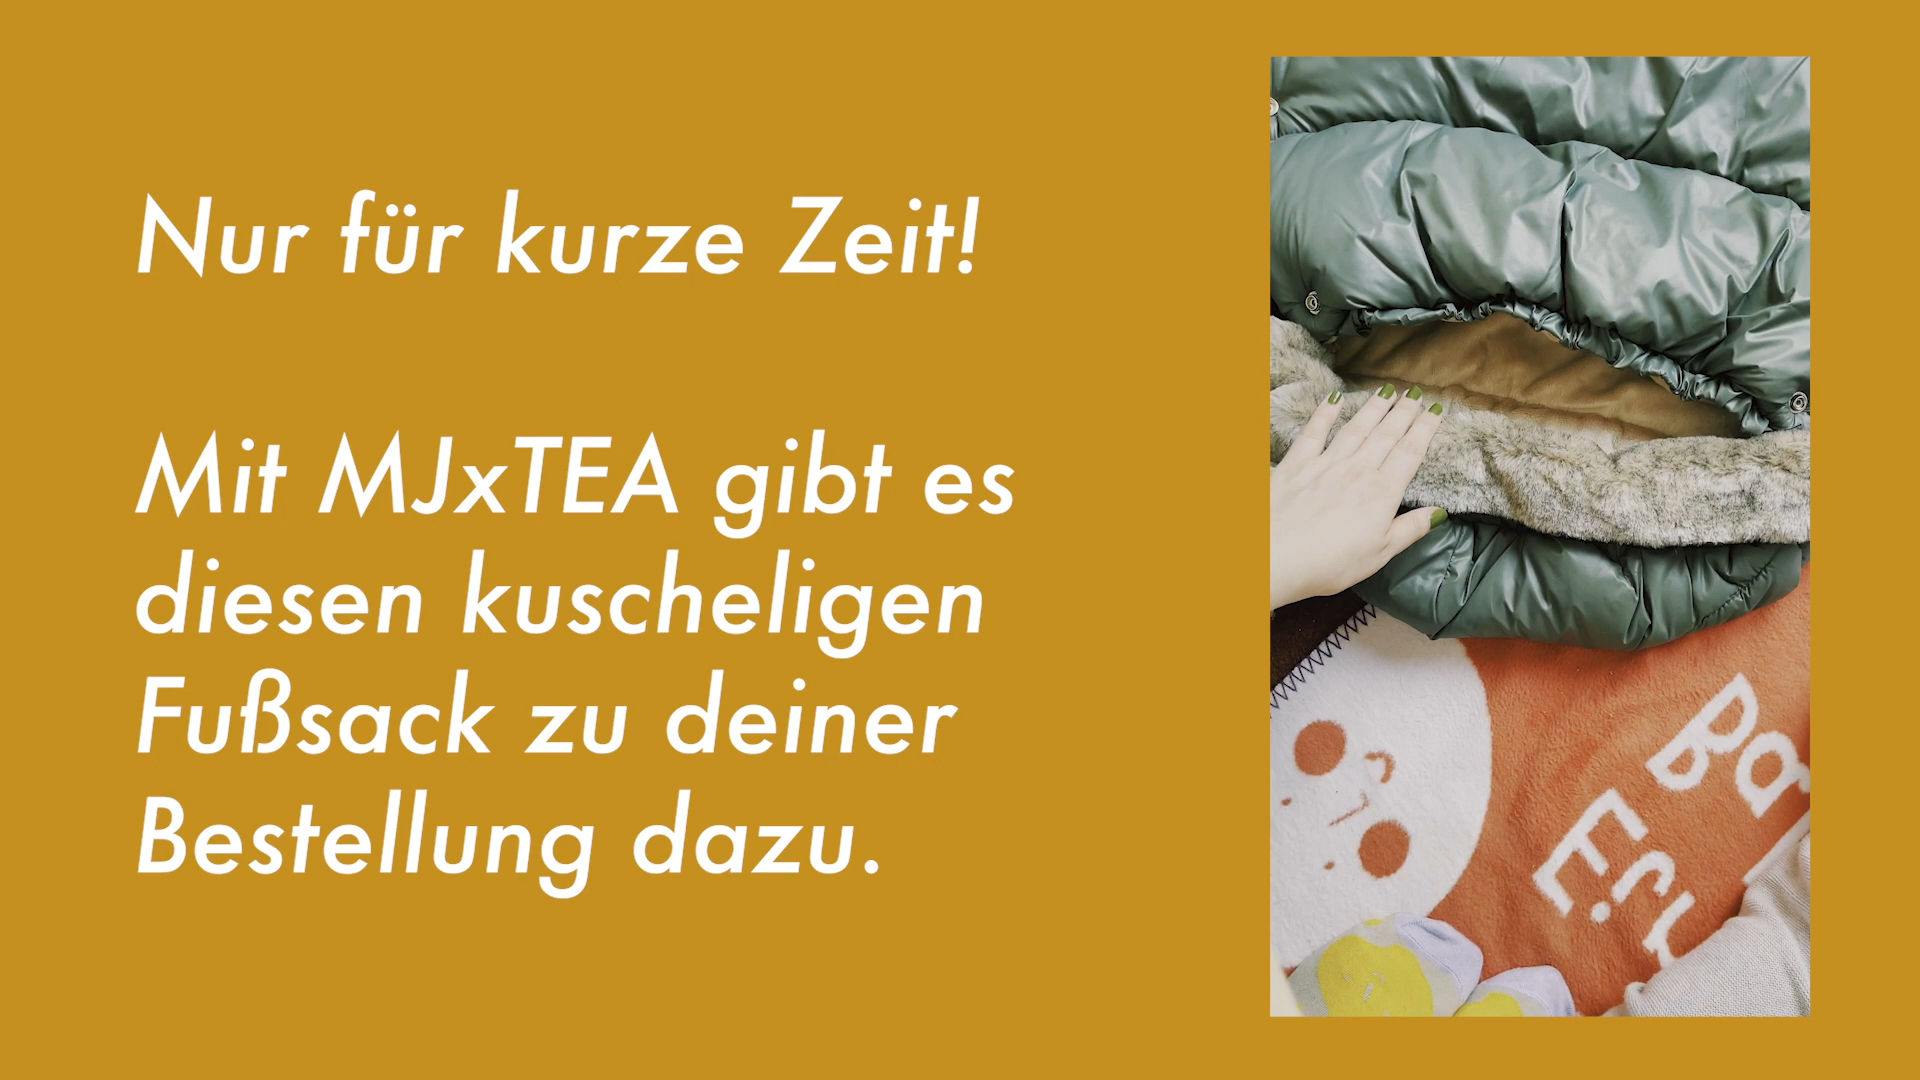 Nur für kurze Zeit!
Mit MJxTEA gibt es
diesen kuscheligen
Fußsack zu deiner
Bestellung dazu.